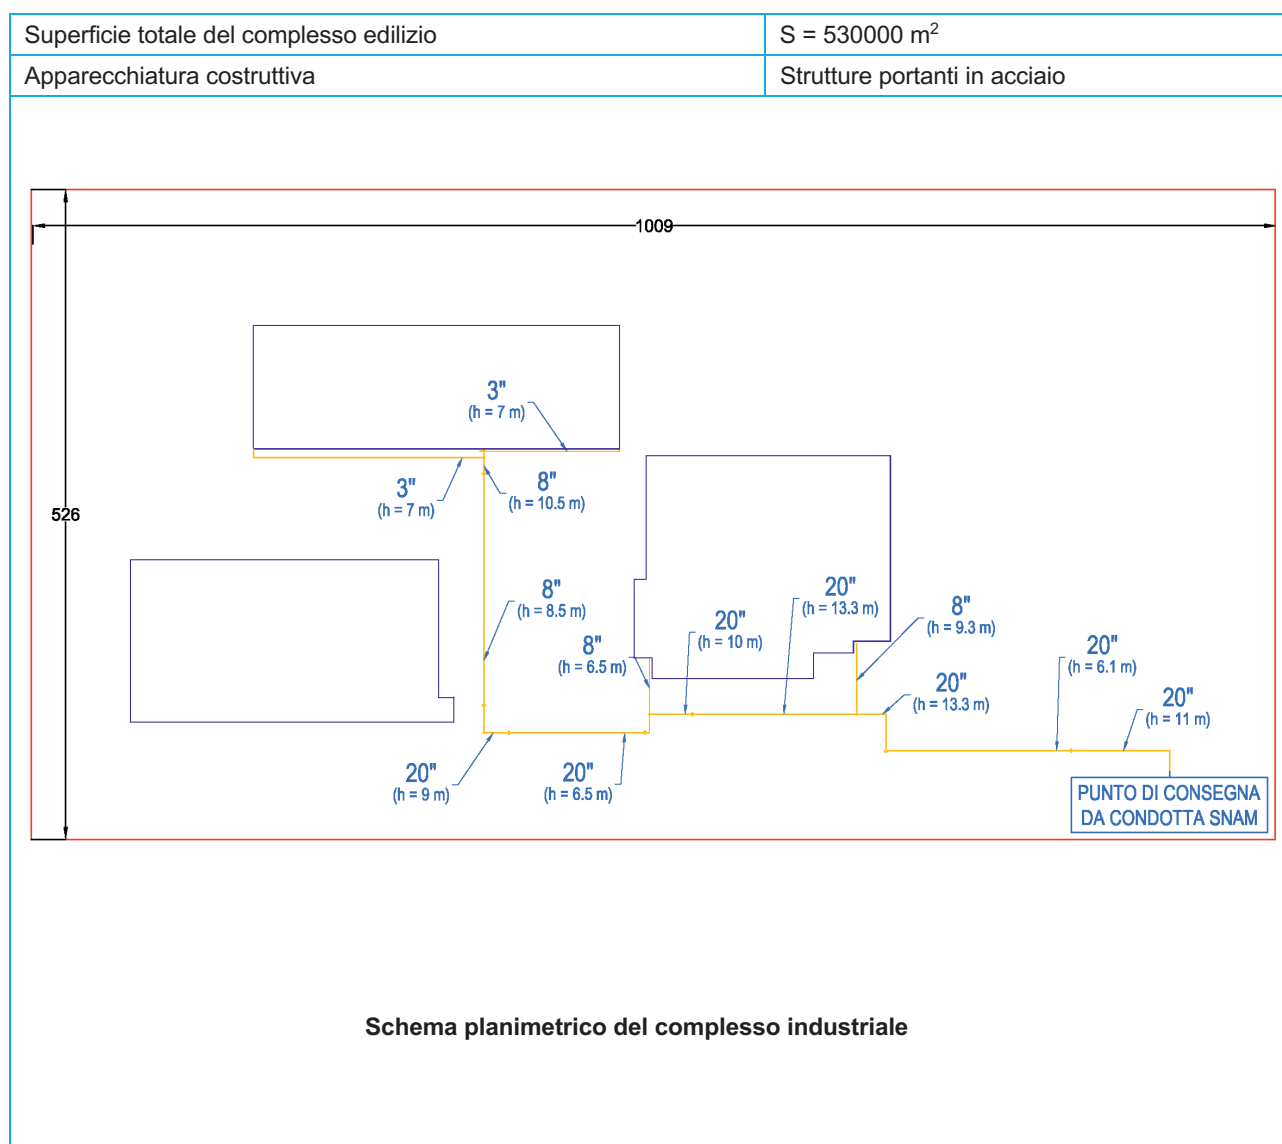 Superficie totale del complesso edilizio
S = 530000 m²
Apparecchiatura costruttiva
Strutture portanti in acciaio
1009
526
3"
(h = 7 m)
3"
(h = 7 m)
8"
(h = 10.5 m)
8"
(h = 8.5 m)
8"
(h = 6.5 m)
20"
(h = 10 m)
20"
(h = 13.3 m)
8"
(h = 9.3 m)
20"
(h = 13.3 m)
20"
(h = 6.1 m)
20"
(h = 11 m)
20"
(h = 9 m)
20"
(h = 6.5 m)
PUNTO DI CONSEGNA
DA CONDOTTA SNAM
Schema planimetrico del complesso industriale